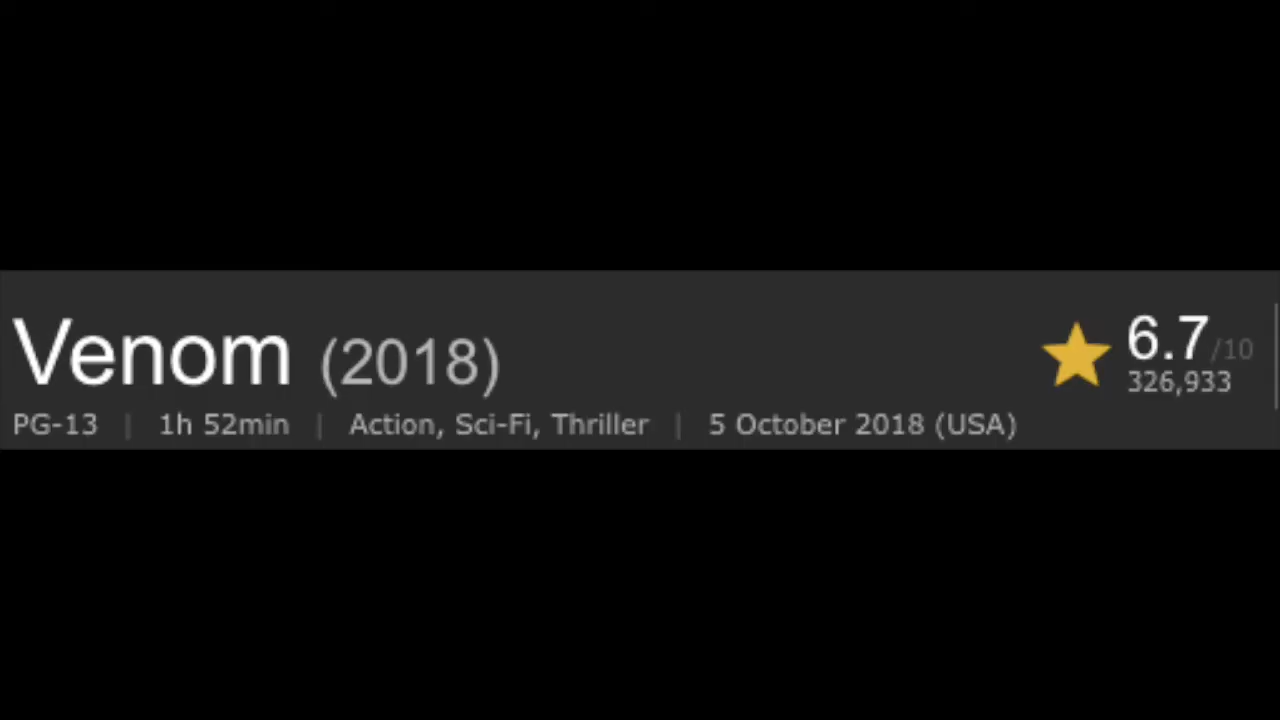 Venom (2018)
6.7/10
326,933
PG-13 | 1h 52min | Action, Sci-Fi, Thriller | 5 October 2018 (USA)